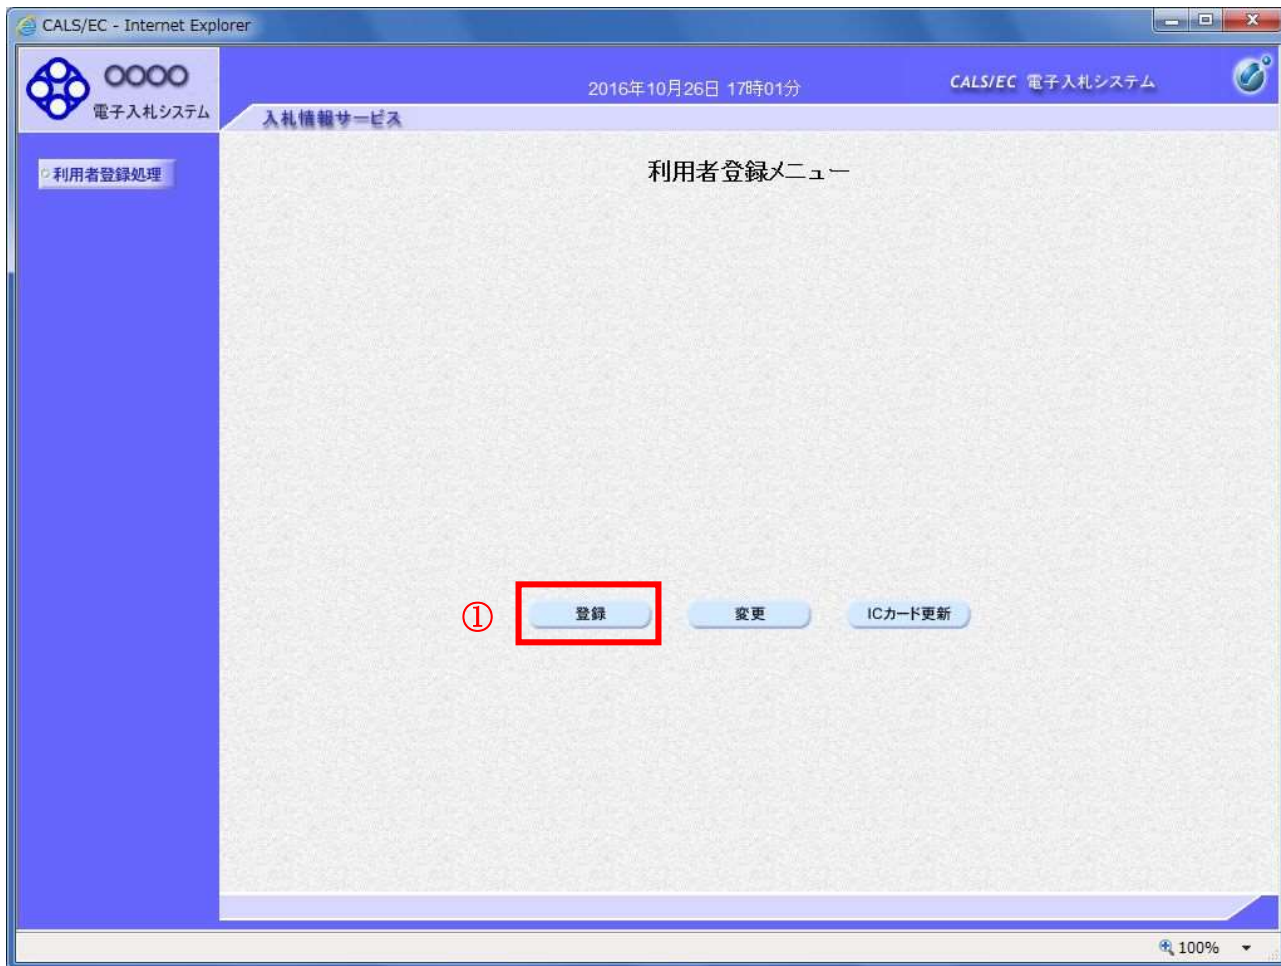 CALS/EC - Internet Explorer
○○○○
電子入札システム
2016年10月26日 17時01分
CALS/EC 電子入札システム
入札情報サービス
利用者登録処理
利用者登録メニュー
①
登録
変更
ICカード更新
100%